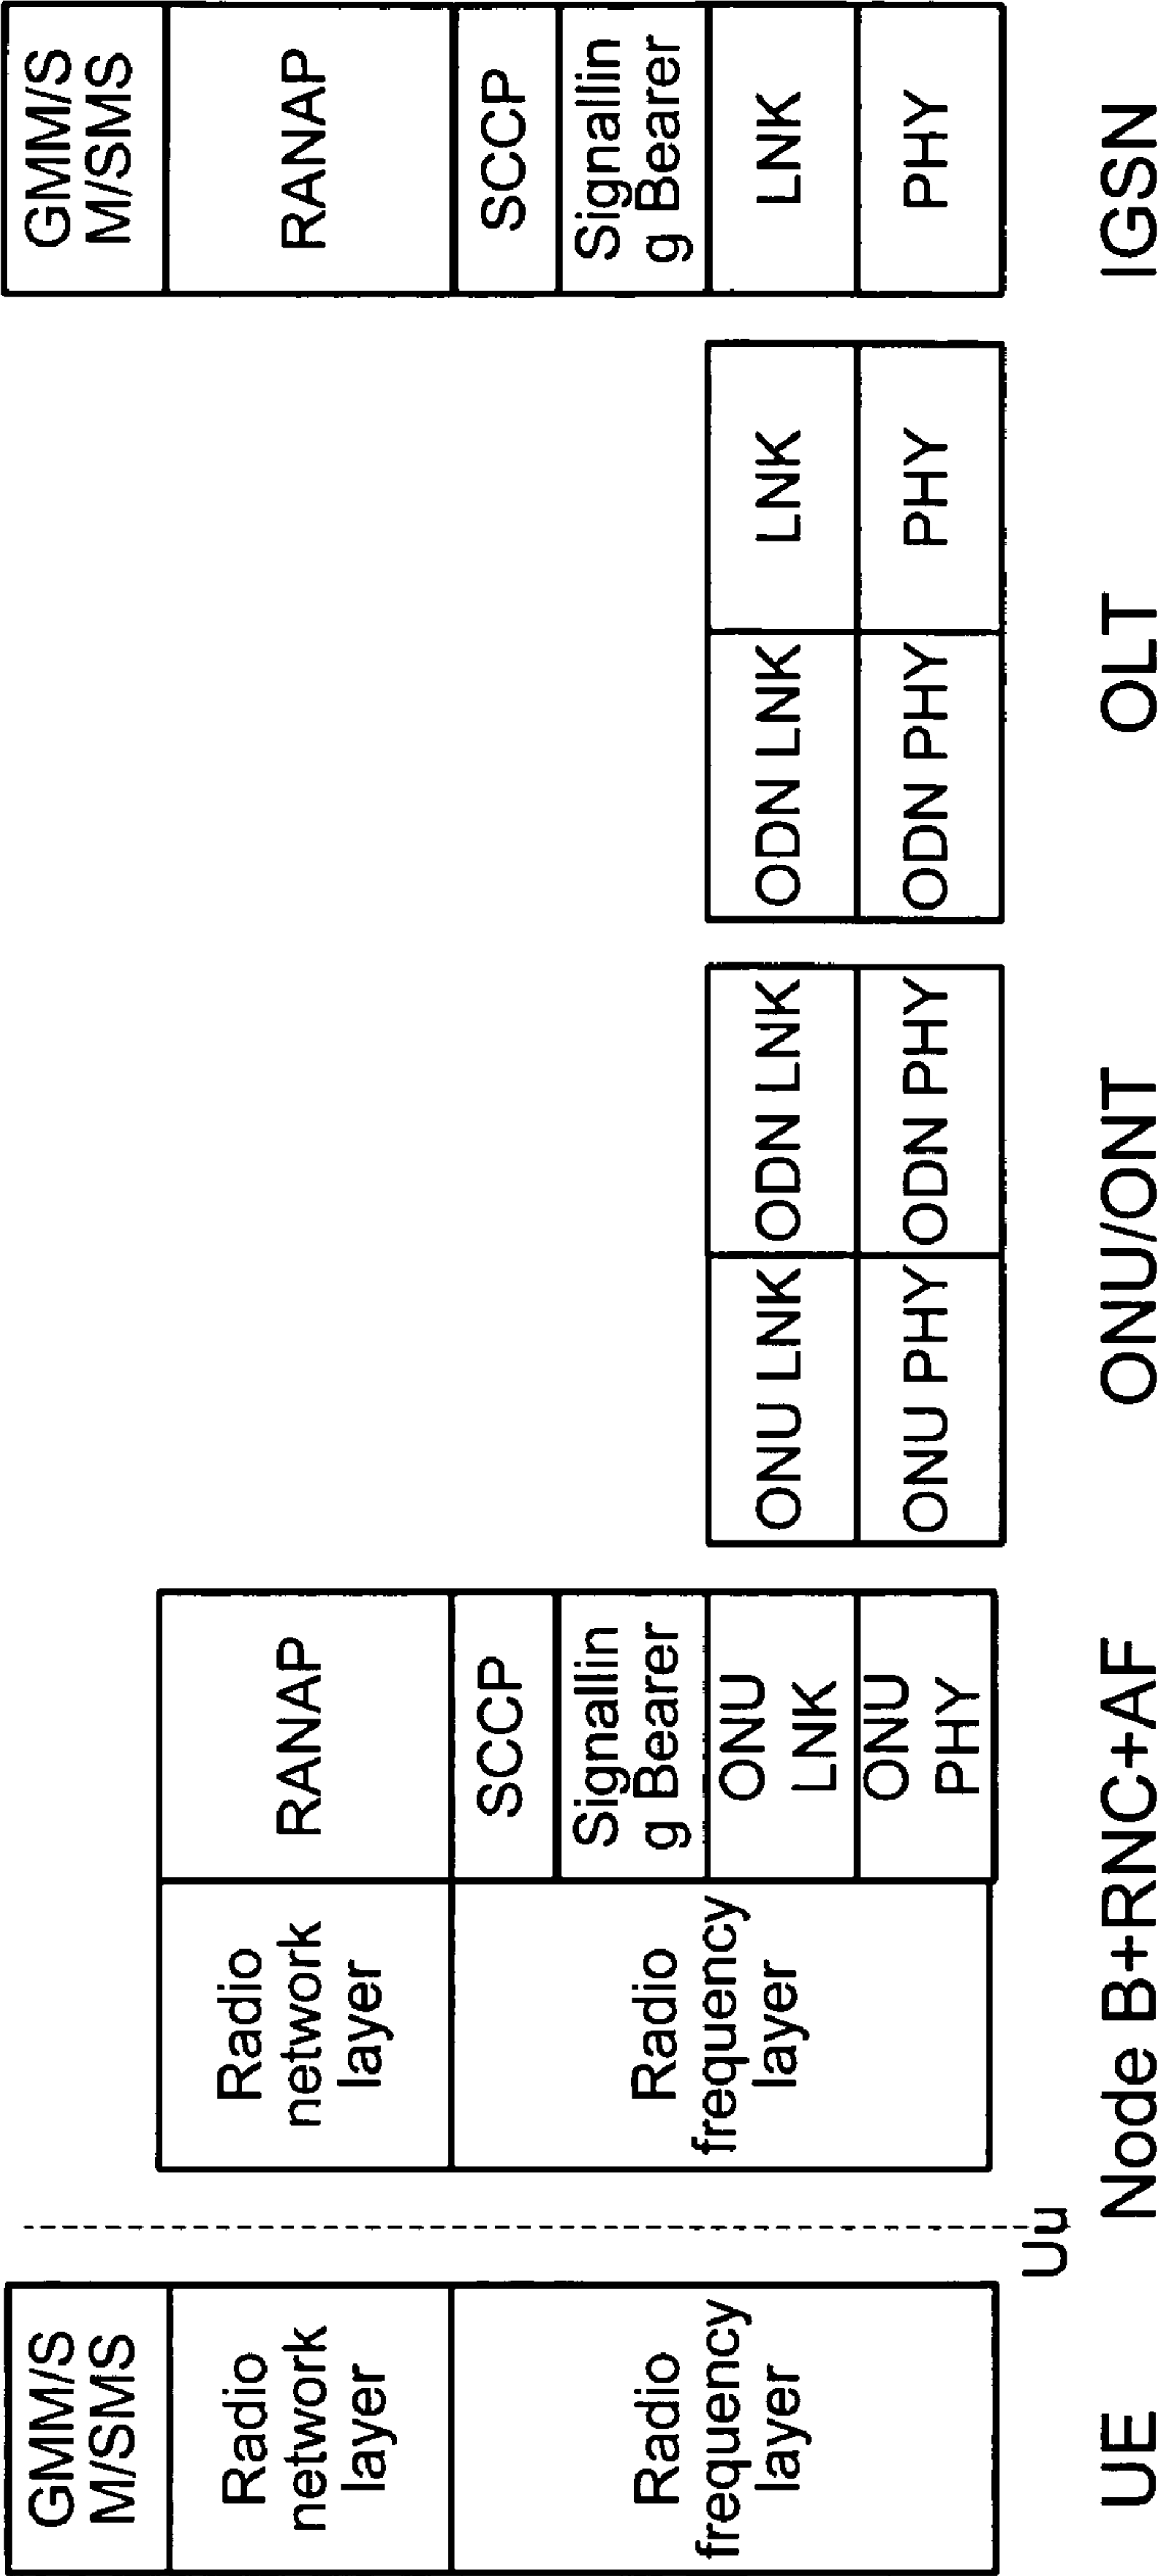 GMM/S
M/SMS
Radio
network
layer
Radio
frequency
layer
UE
Uu
Radio
network
layer
Radio
frequency
layer
RANAP
SCCP
Signallin
g Bearer
ONU
LNK
ONU
PHY
Node B+RNC+AF
ONU LNK
ODN LNK
ONU PHY
ODN PHY
ONU/ONT
ODN LNK
LNK
ODN PHY
PHY
OLT
GMM/S
M/SMS
RANAP
SCCP
Signallin
g Bearer
LNK
PHY
IGSN